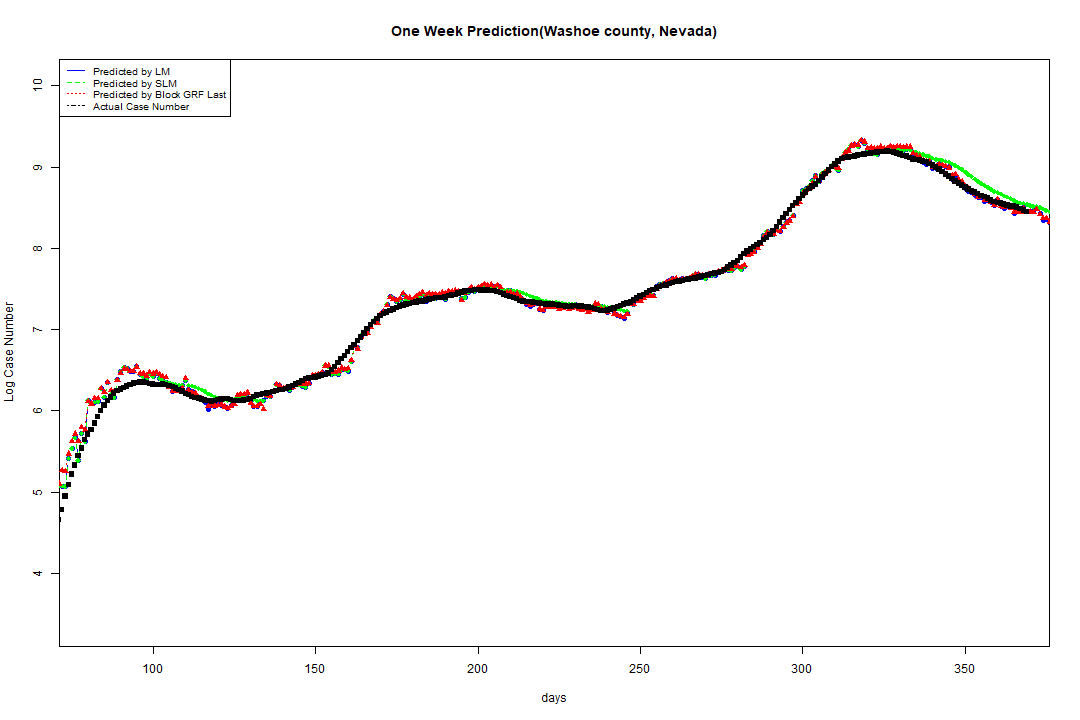 One Week Prediction(Washoe county, Nevada)
Predicted by LM
Predicted by SLM
Predicted by Block GRF Last
Actual Case Number
10
9
8
7
6
5
4
Log Case Number
100 150 200 250 300 350
days